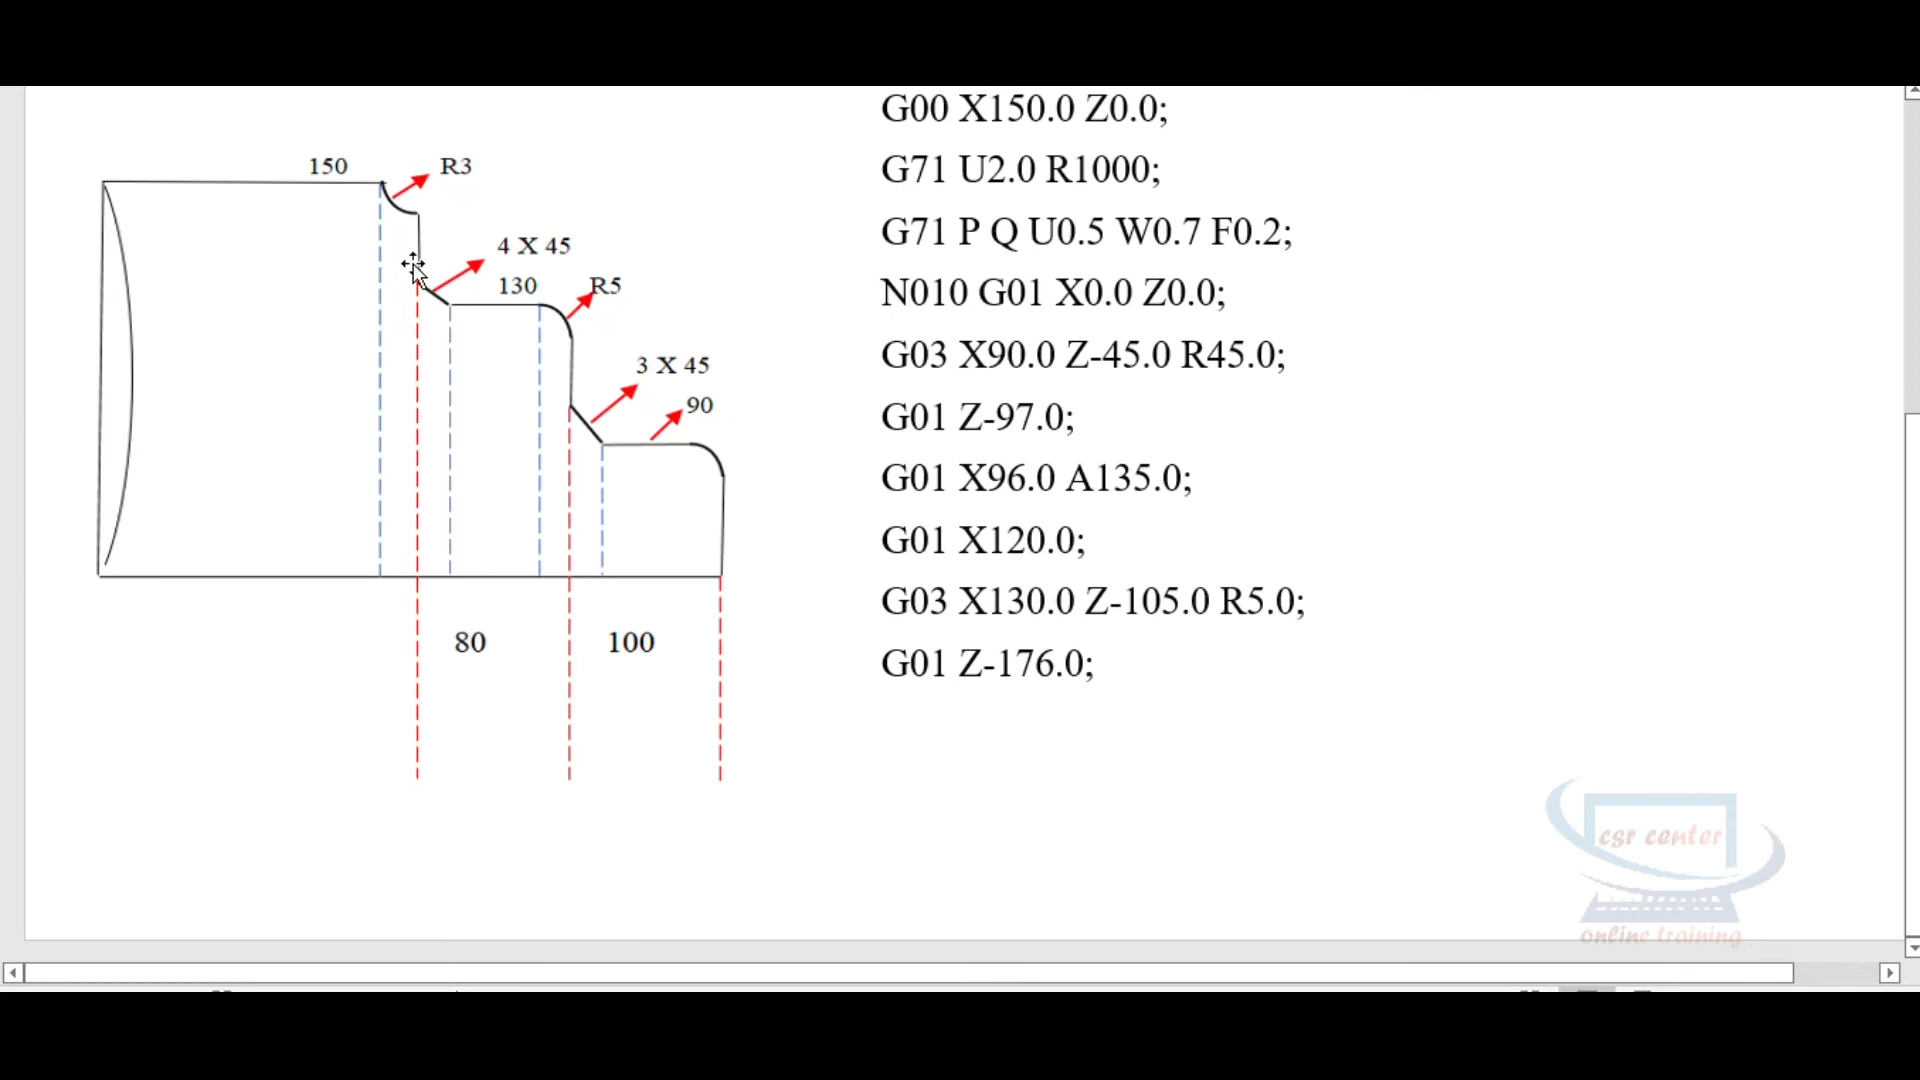 150
R3
4 X 45
130
R5
3 X 45
90
80
100
G00 X150.0 Z0.0;
G71 U2.0 R1000;
G71 P Q U0.5 W0.7 F0.2;
N010 G01 X0.0 Z0.0;
G03 X90.0 Z-45.0 R45.0;
G01 Z-97.0;
G01 X96.0 A135.0;
G01 X120.0;
G03 X130.0 Z-105.0 R5.0;
G01 Z-176.0;
csr center
online training